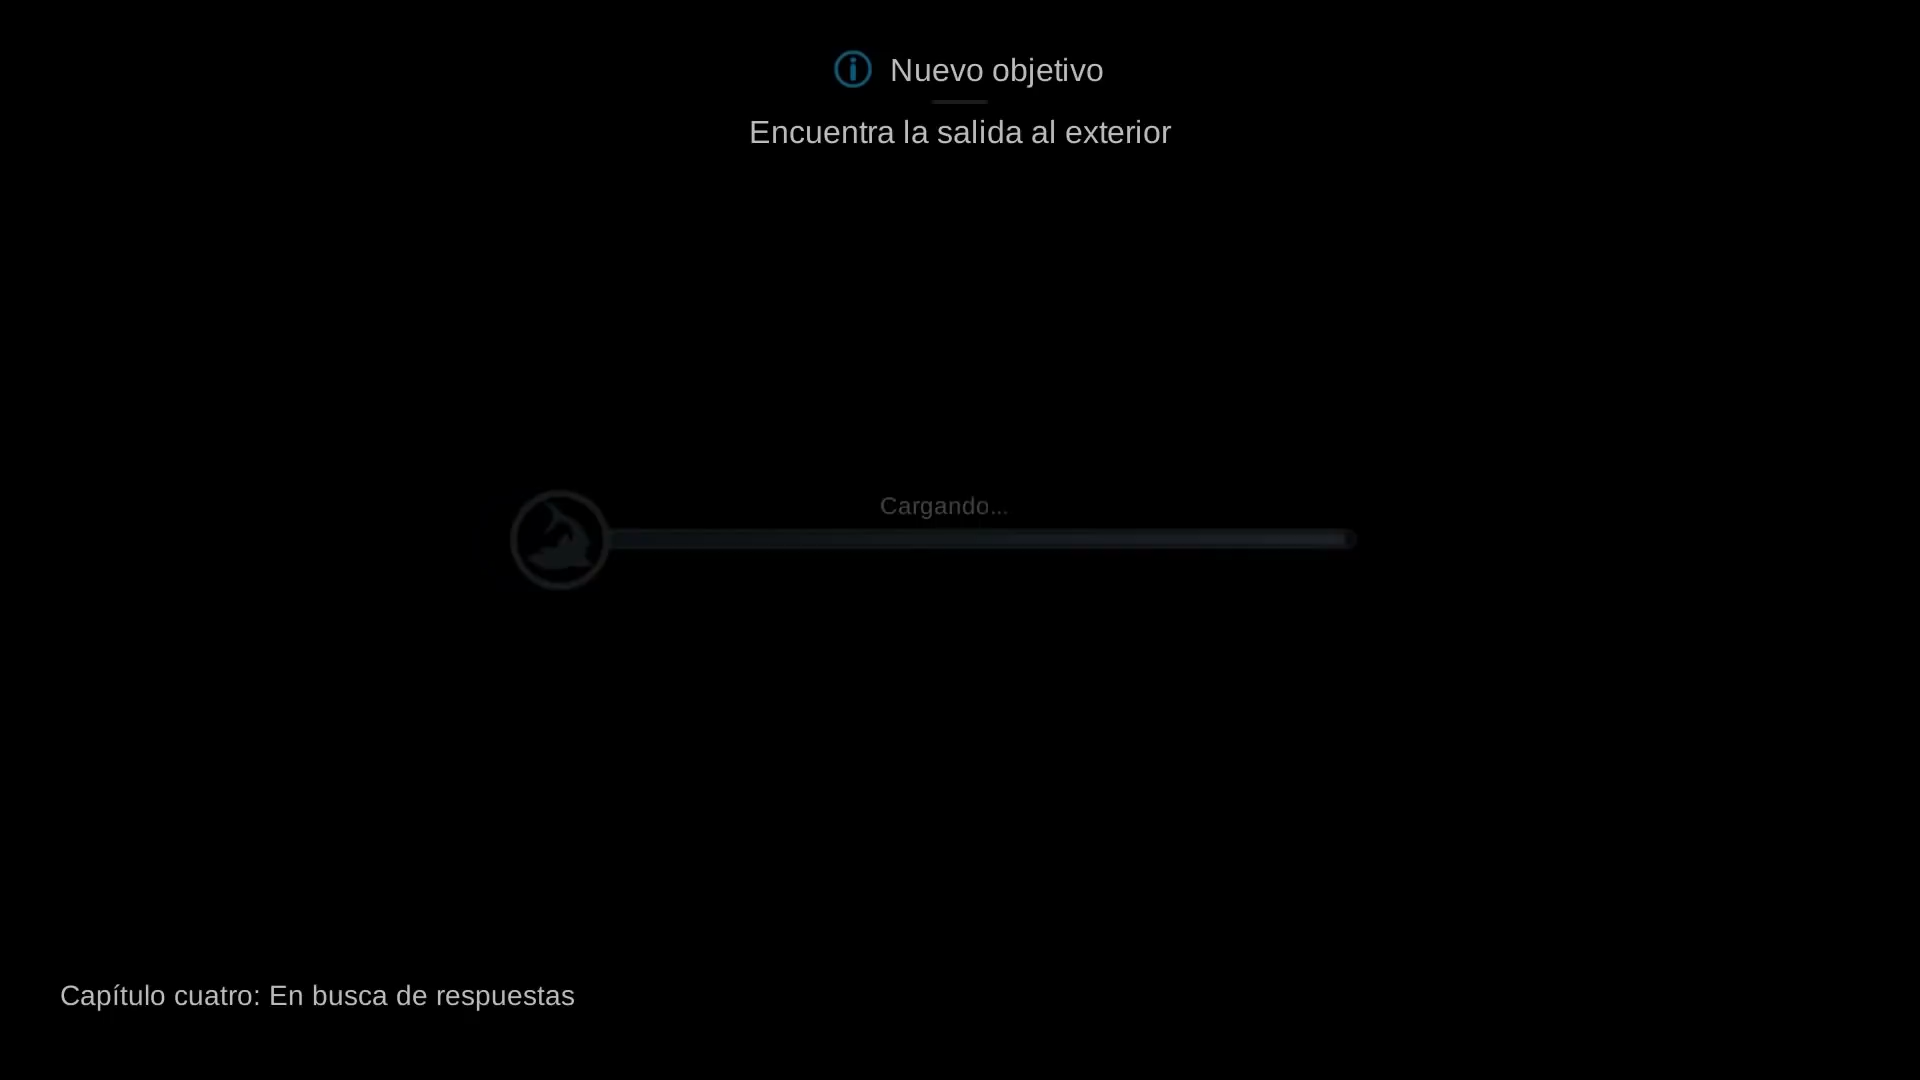 Nuevo objetivo
Encuentra la salida al exterior
Cargando...
Capítulo cuatro: En busca de respuestas